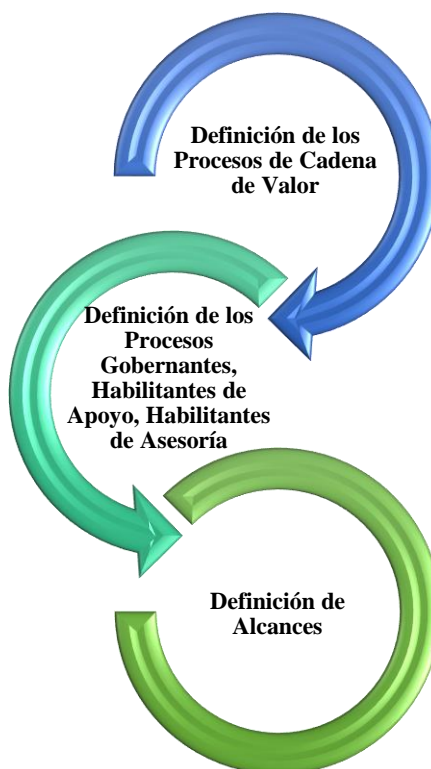 Definición de los
Procesos de Cadena
de Valor
Definición de los
Procesos
Gobernantes,
Habilitantes de
Apoyo, Habilitantes
de Asesoría
Definición de
Alcances